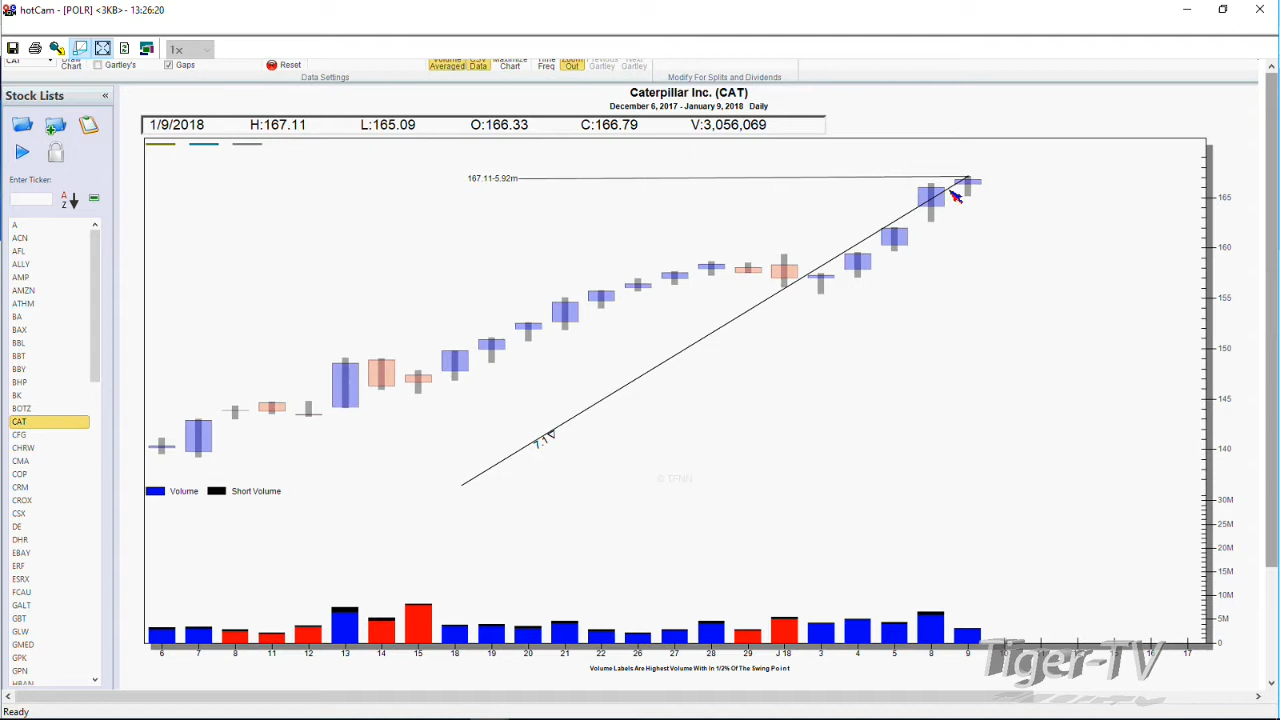 hotCam - [POLR] <3KB> - 13:26:20
1x
CAT
Draw
Chart
Gartley's
Gaps
Reset
Volume
Averaged
CSV
Data
Maximize
Chart
Time
Freq
Zoom
Out
Previous
Gartley
Next
Gartley
Data Settings
Modify For Splits and Dividends
Stock Lists
Enter Ticker:
A
Z
A
ACN
AFL
ALLY
AMP
AMZN
ATHM
BA
BAX
BBL
BBT
BBY
BHP
BK
BOTZ
CAT
CFG
CHRW
CMA
COP
CRM
CROX
CSX
DE
DHR
EBAY
ERF
ESRX
FCAU
GALT
GBT
GLW
GMED
GPK
GPN
HBAN
Caterpillar Inc. (CAT)
December 6, 2017 - January 9, 2018 Daily
1/9/2018 H:167.11 L:165.09 O:166.33 C:166.79 V:3,056,069
167.11-5.92m
165
160
155
150
145
140
© TFNN
Volume Short Volume
30M
25M
20M
15M
10M
5M
0
6 7 8 11 12 13 14 15 18 19 20 21 22 26 27 28 29 J 18 3 4 5 8 9 10 11 12 15 16 17
Volume Labels Are Highest Volume With In 1/2% Of The Swing Point
Tiger-TV
Ready